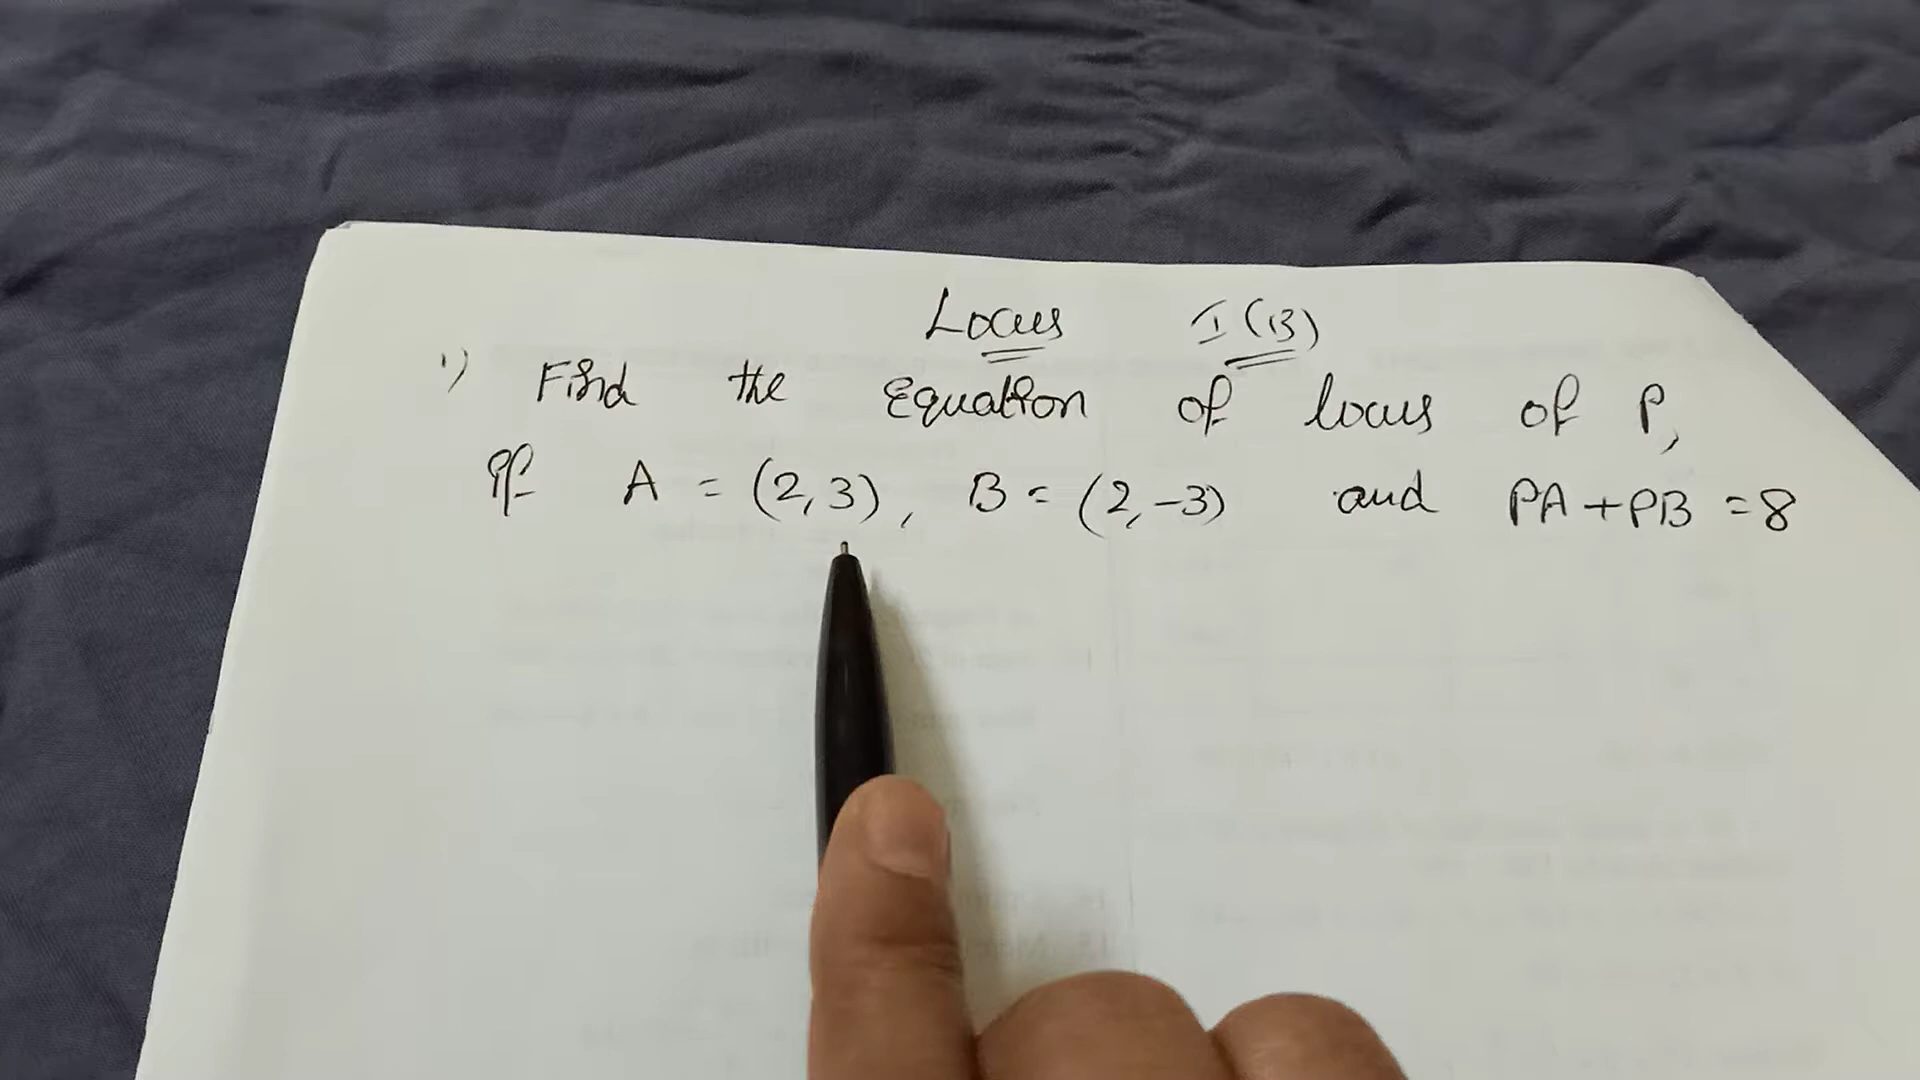 Locus I(B)
1) Find the Equation of locus of P,
if A = (2,3), B = (2,-3) and PA+PB = 8